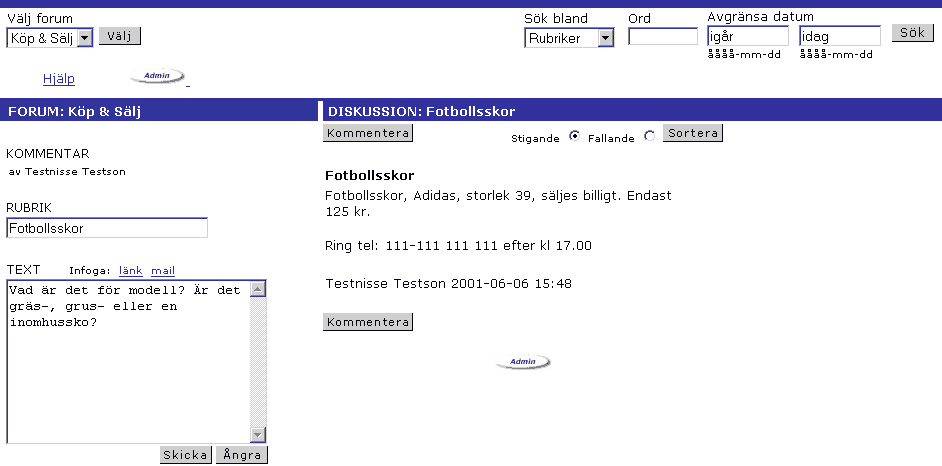 Välj forum
Köp & Sälj Välj
Sök bland Ord Avgränsa datum
Rubriker igår idag Sök
åååå-mm-dd åååå-mm-dd
Hjälp Admin
FORUM: Köp & Sälj
KOMMENTAR
av Testnisse Testson
RUBRIK
Fotbollsskor
TEXT Infoga: länk mail
Vad är det för modell? Är det
gräs-, grus- eller en
inomhussko?
Skicka Ångra
DISKUSSION: Fotbollsskor
Kommentera Stigande Fallande Sortera
Fotbollsskor
Fotbollsskor, Adidas, storlek 39, säljes billigt. Endast
125 kr.
Ring tel: 111-111 111 111 efter kl 17.00
Testnisse Testson 2001-06-06 15:48
Kommentera
Admin